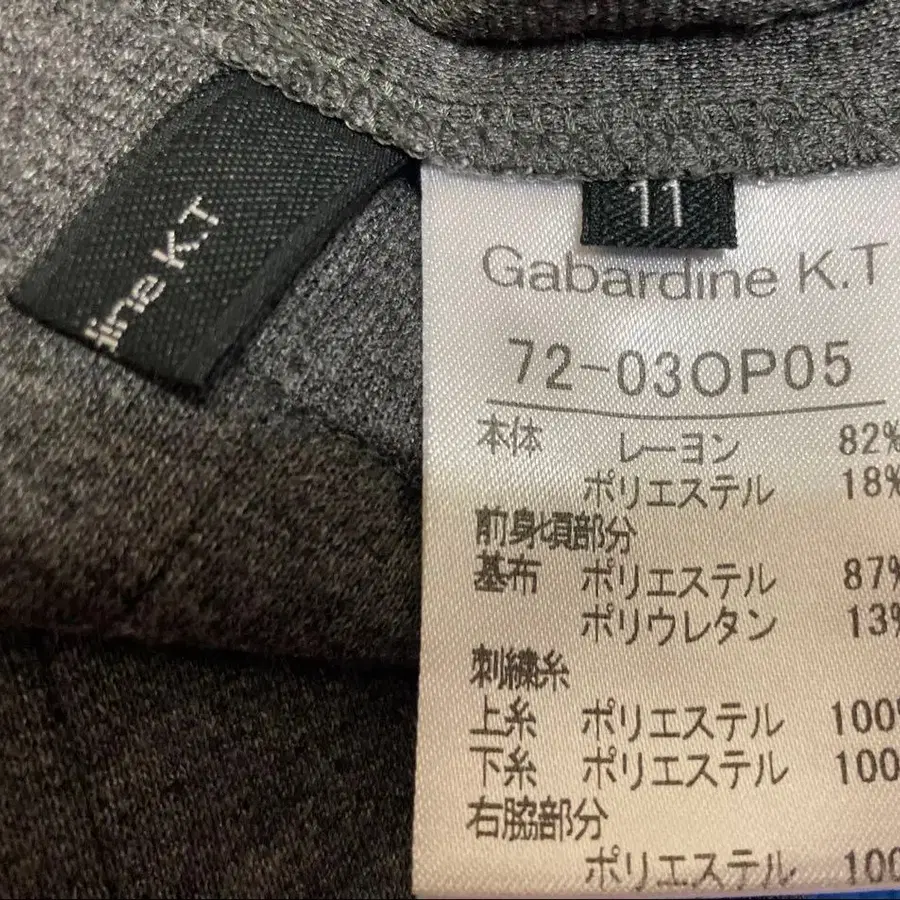 dine K.T
11
Gabardine K.T
72-03OP05
本体 レーヨン 82%
ポリエステル 18%
前身頃部分
基布 ポリエステル 87%
ポリウレタン 13%
刺繍糸
上糸 ポリエステル 100%
下糸 ポリエステル 100
右脇部分
ポリエステル 100